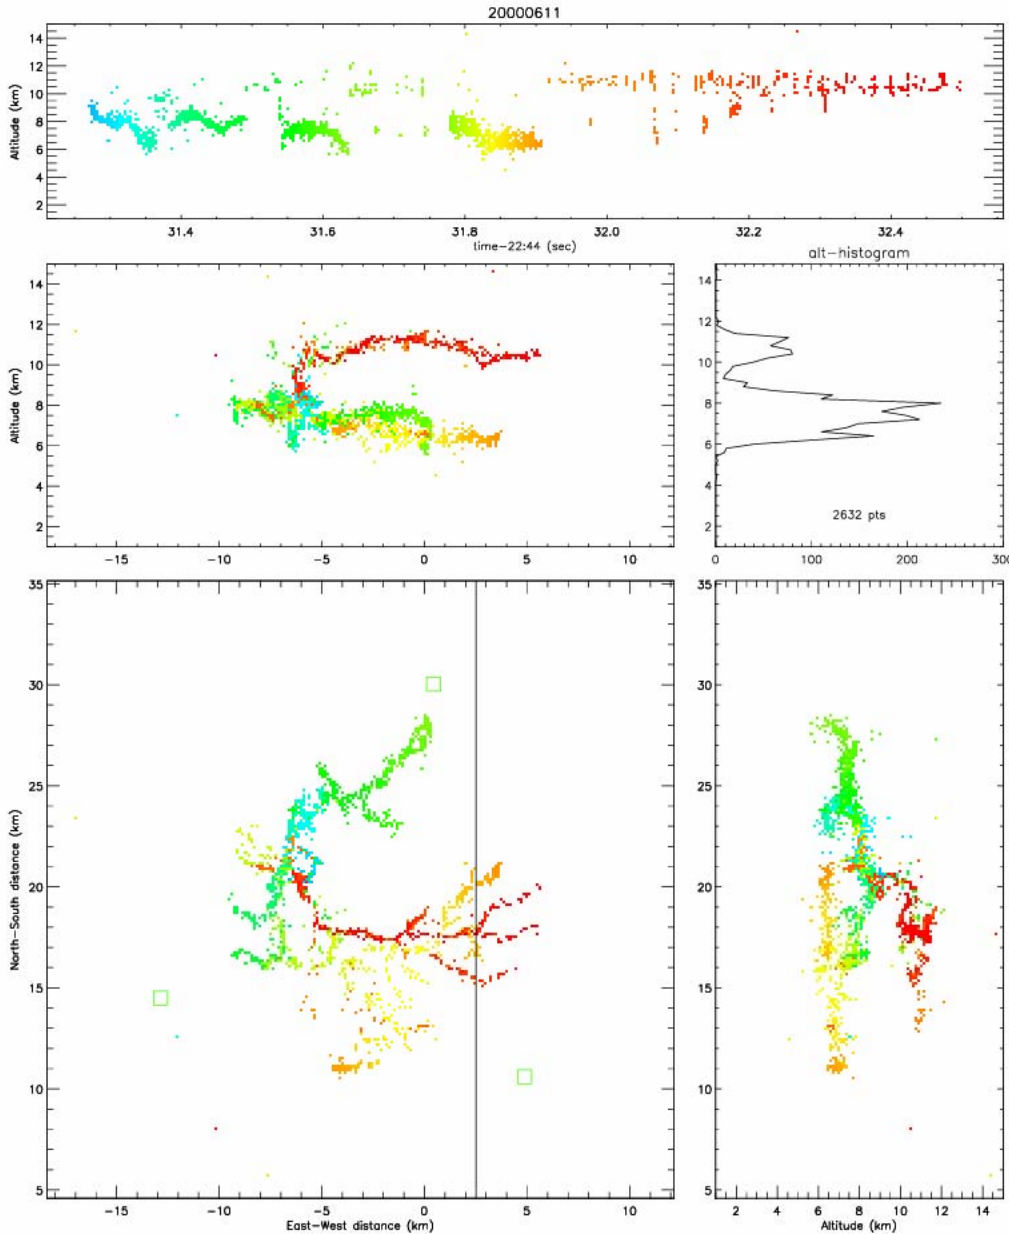 20000611
14
12
10
8
6
4
2
Altitude (km)
31.4 31.6 31.8 32.0 32.2 32.4
time-22:44 (sec)
alt-histogram
14
12
10
8
6
4
2
Altitude (km)
-15 -10 -5 0 5 10
14
12
10
8
6
4
2
2632 pts
0 100 200 300
35
30
25
20
15
10
5
North-South distance (km)
-15 -10 -5 0 5 10
East-West distance (km)
35
30
25
20
15
10
5
2 4 6 8 10 12 14
Altitude (km)